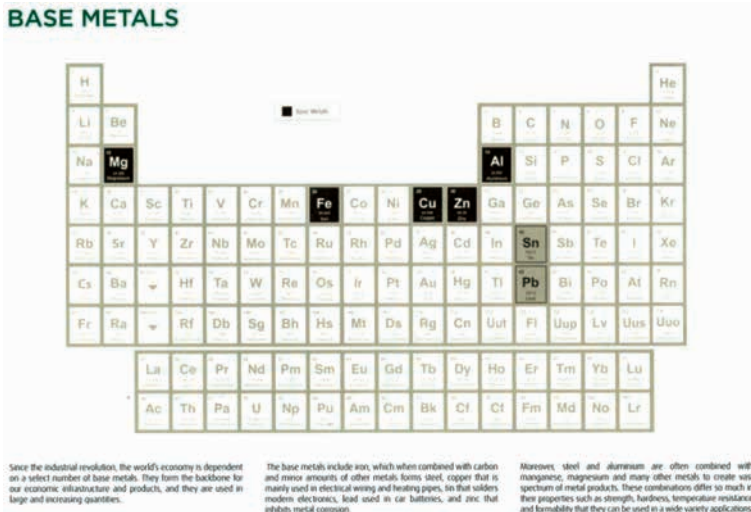 BASE METALS
H He
Base Metals
Li Be B C N O F Ne
Na Mg Al Si P S Cl Ar
K Ca Sc Ti V Cr Mn Fe Co Ni Cu Zn Ga Ge As Se Br Kr
Rb Sr Y Zr Nb Mo Tc Ru Rh Pd Ag Cd In Sn Sb Te I Xe
Cs Ba Hf Ta W Re Os Ir Pt Au Hg Tl Pb Bi Po At Rn
Fr Ra Rf Db Sg Bh Hs Mt Ds Rg Cn Uut Fl Uup Lv Uus Uuo
La Ce Pr Nd Pm Sm Eu Gd Tb Dy Ho Er Tm Yb Lu
Ac Th Pa U Np Pu Am Cm Bk Cf Fm Md No Lr
Since the industrial revolution, the world's economy is dependent
on a select number of base metals. They form the backbone for
our economic infrastructure and products, and they are used in
large and increasing quantities.
The base metals include iron, which when combined with carbon
and minor amounts of other metals forms steel, copper that is
mainly used in electrical wiring and heating pipes, tin that solders
modern electronics, lead used in car batteries, and zinc that
inhibits metal corrosion.
Moreover, steel and aluminium are often combined with
manganese, magnesium and many other metals to create vast
spectrum of metal products. These combinations differ so much in
their properties such as strength, hardness, temperature resistance
and formability that they can be used in a wide variety applications